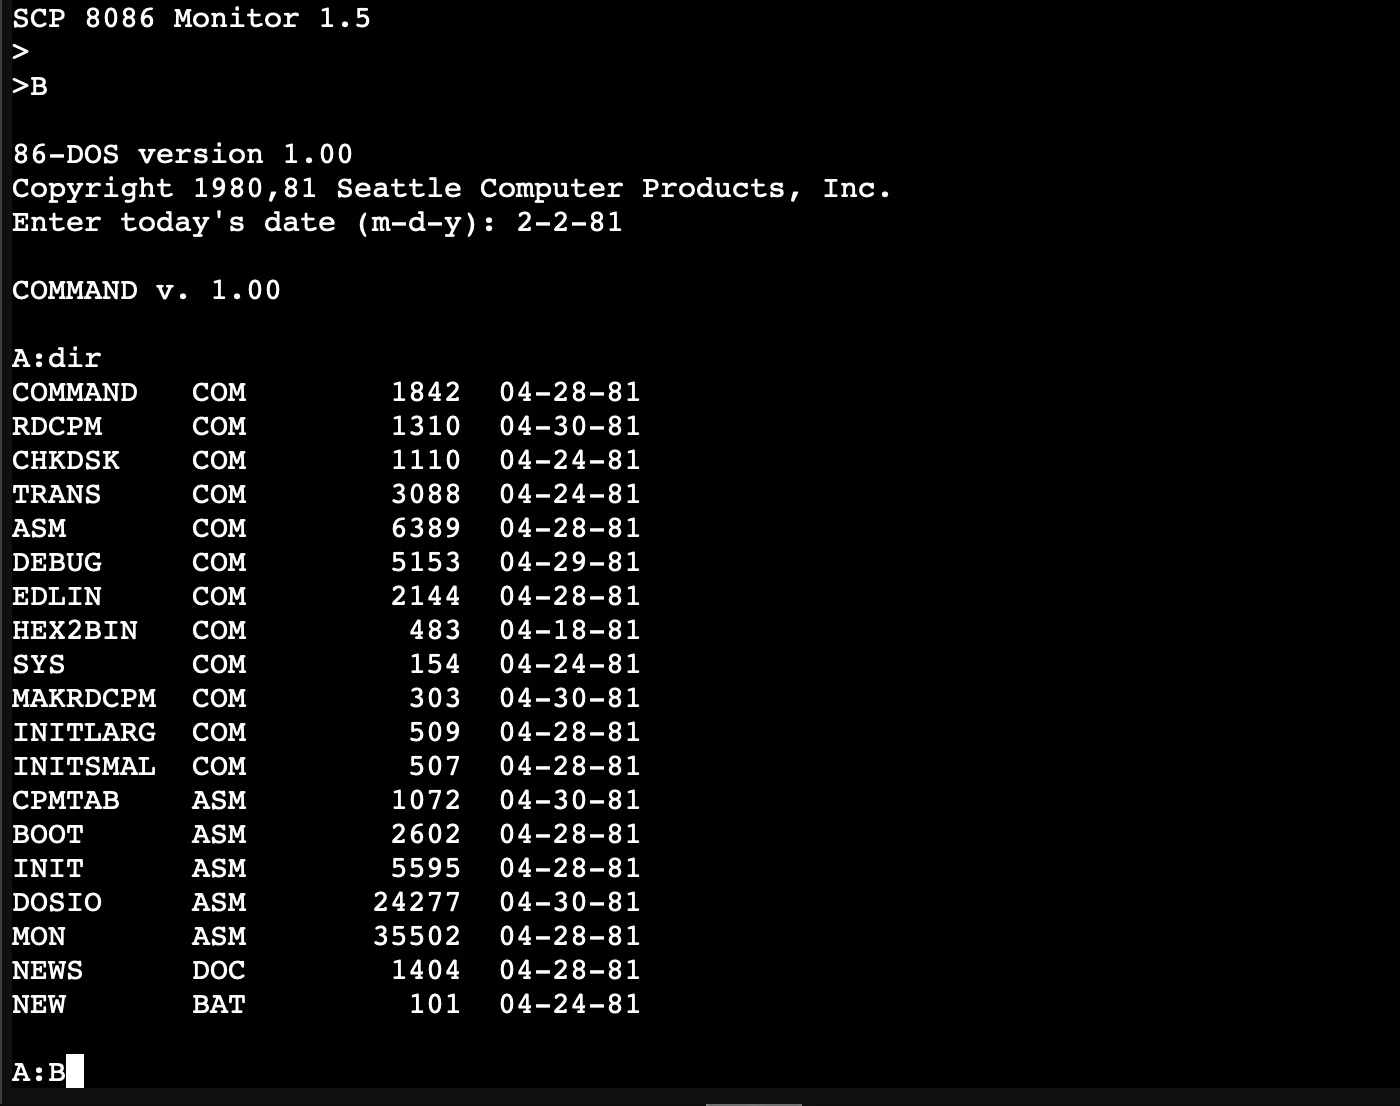 SCP 8086 Monitor 1.5
>
>B
86-DOS version 1.00
Copyright 1980,81 Seattle Computer Products, Inc.
Enter today's date (m-d-y): 2-2-81
COMMAND v. 1.00
A:dir
COMMAND  COM        1842  04-28-81
RDCPM    COM        1310  04-30-81
CHKDSK   COM        1110  04-24-81
TRANS    COM        3088  04-24-81
ASM      COM        6389  04-28-81
DEBUG    COM        5153  04-29-81
EDLIN    COM        2144  04-28-81
HEX2BIN  COM         483  04-18-81
SYS      COM         154  04-24-81
MAKRDCPM COM         303  04-30-81
INITLARG COM         509  04-28-81
INITSMAL COM         507  04-28-81
CPMTAB   ASM        1072  04-30-81
BOOT     ASM        2602  04-28-81
INIT     ASM        5595  04-28-81
DOSIO    ASM       24277  04-30-81
MON      ASM       35502  04-28-81
NEWS     DOC        1404  04-28-81
NEW      BAT         101  04-24-81
A:B